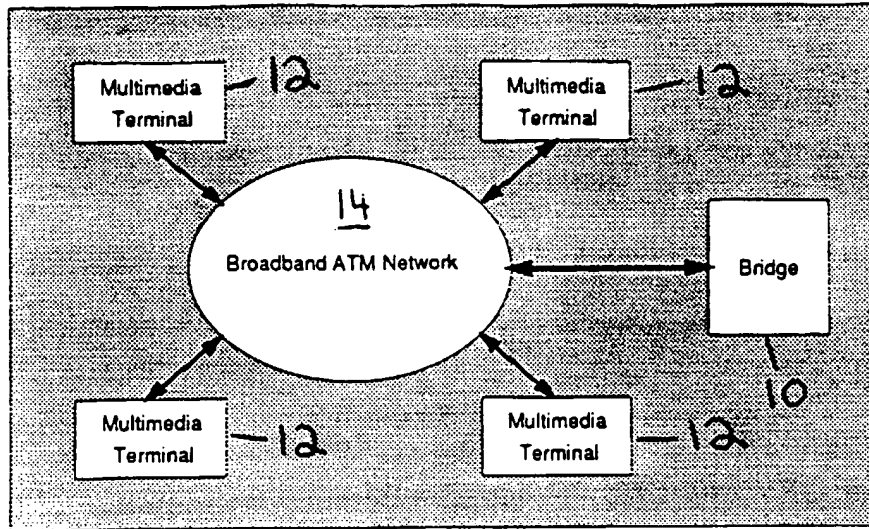 Multimedia
Terminal
12
Multimedia
Terminal
12
14
Broadband ATM Network
Bridge
10
Multimedia
Terminal
12
Multimedia
Terminal
12